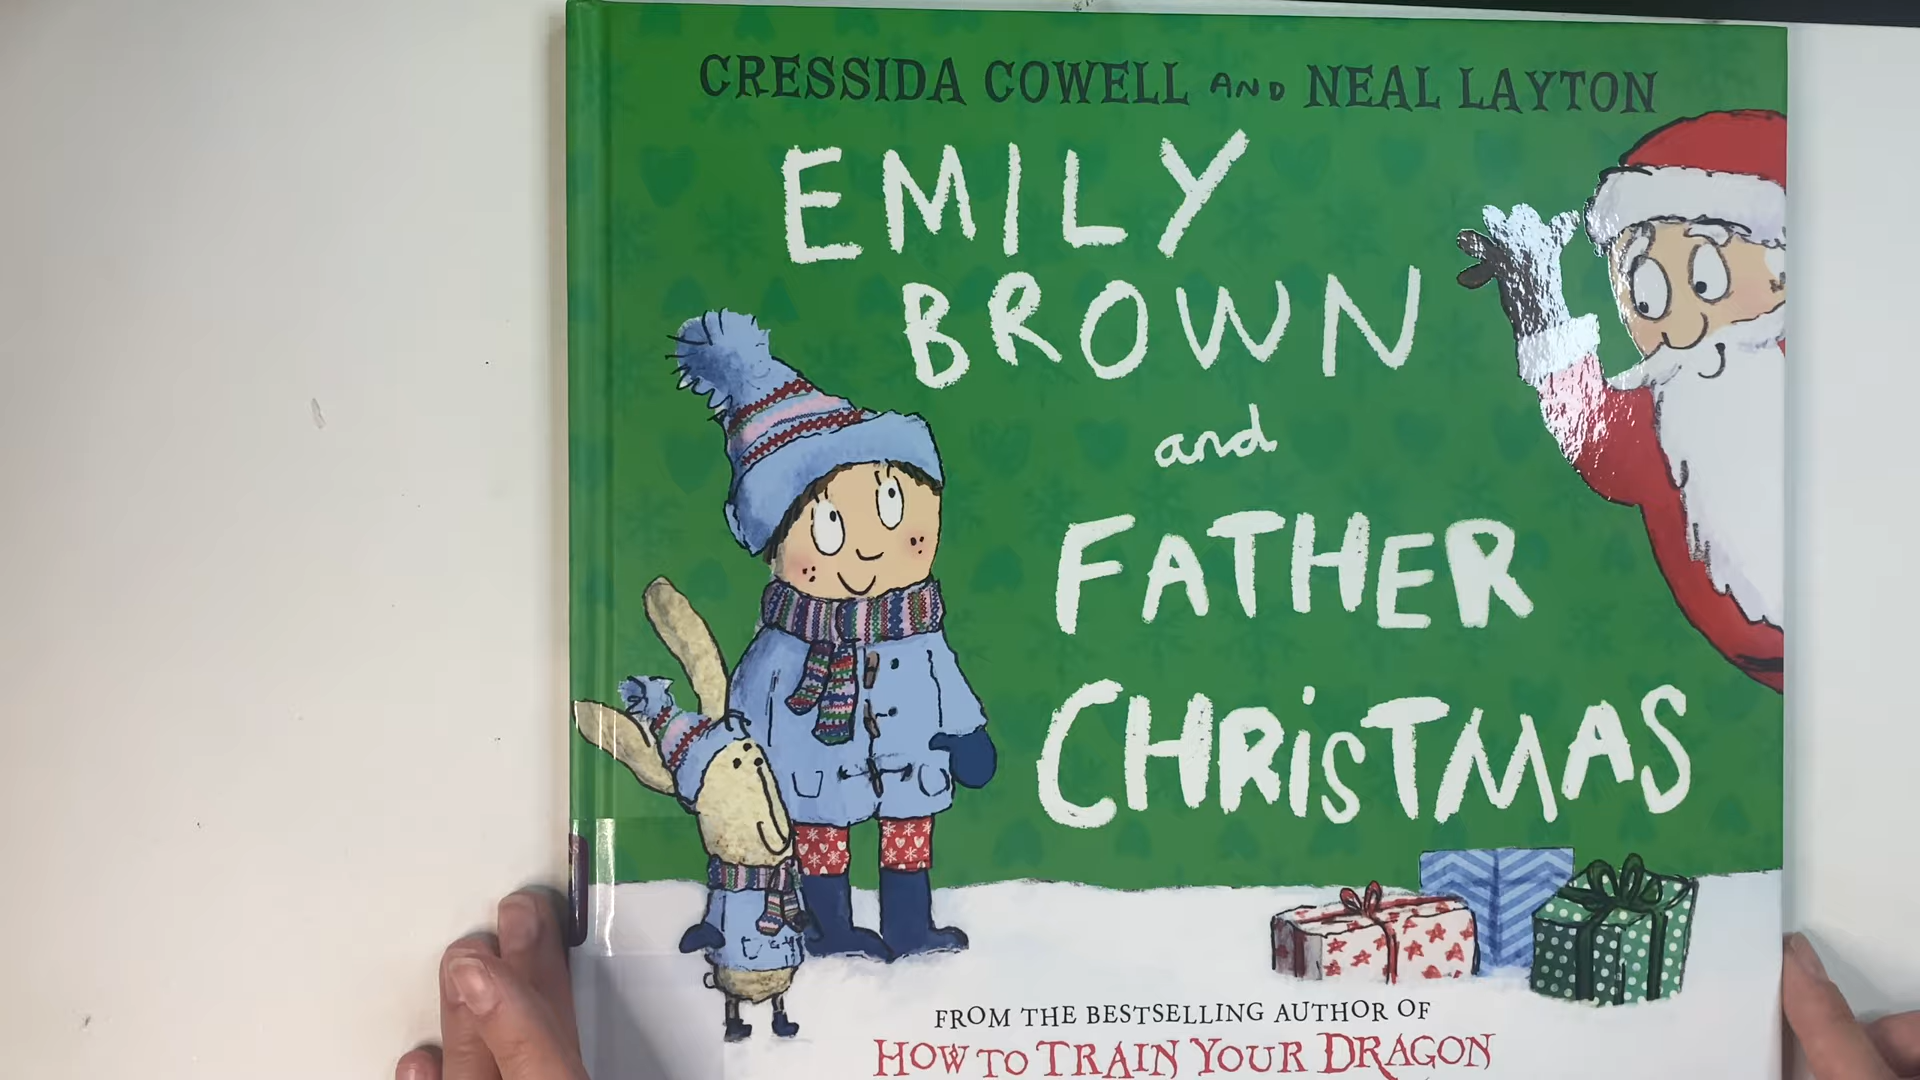 CRESSIDA COWELL AND NEAL LAYTON
EMILY
BROWN
and
FATHER
CHRiSTMAS
FROM THE BESTSELLING AUTHOR OF
HOW TO TRAIN YOUR DRAGON